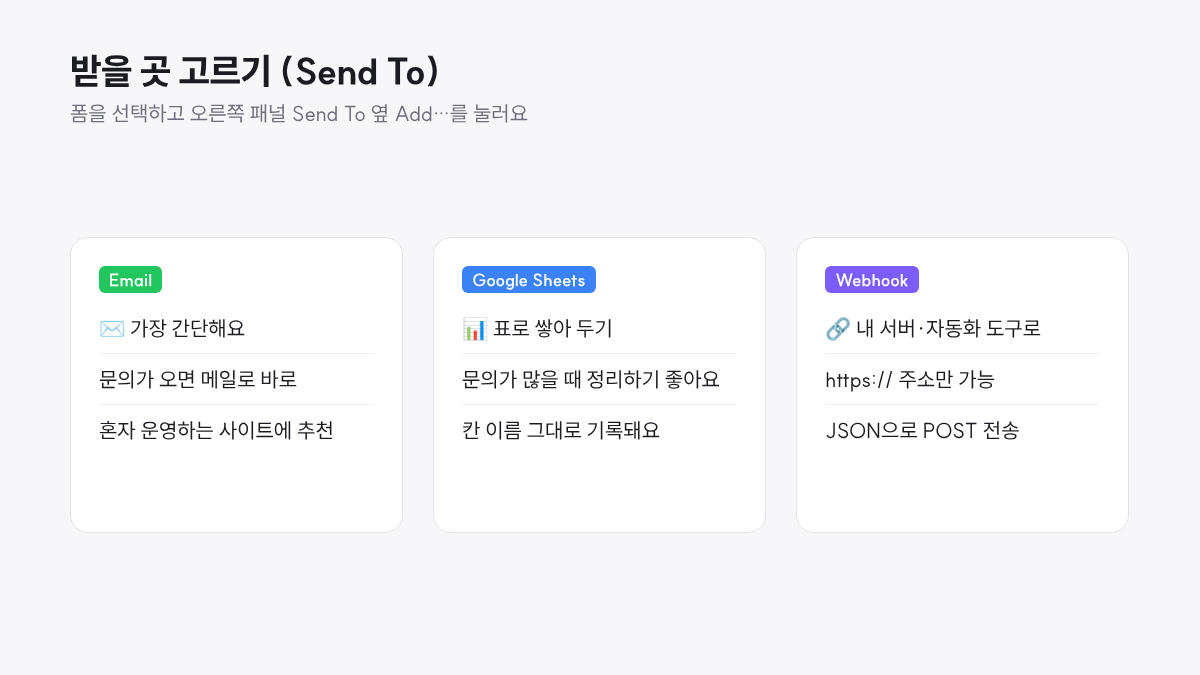 받을 곳 고르기 (Send To)
폼을 선택하고 오른쪽 패널 Send To 옆 Add…를 눌러요
Email
✉️ 가장 간단해요
문의가 오면 메일로 바로
혼자 운영하는 사이트에 추천
Google Sheets
📊 표로 쌓아 두기
문의가 많을 때 정리하기 좋아요
칸 이름 그대로 기록돼요
Webhook
🔗 내 서버·자동화 도구로
https:// 주소만 가능
JSON으로 POST 전송